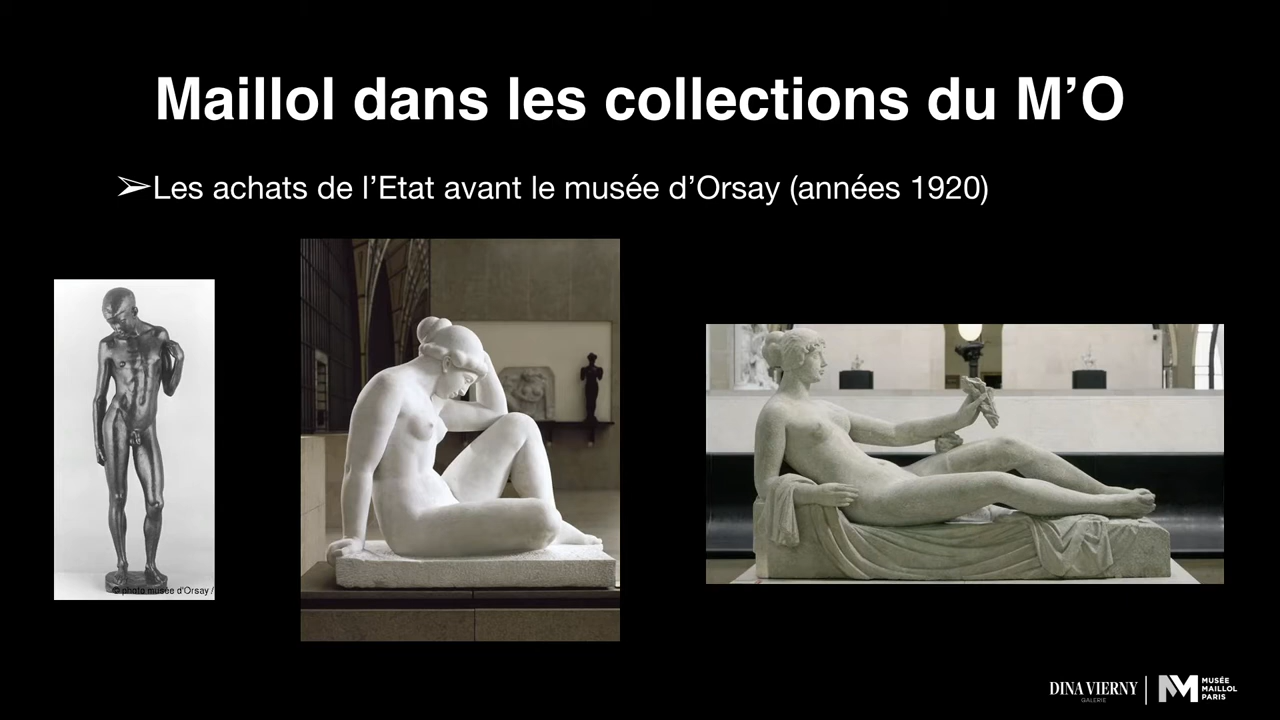 Maillol dans les collections du M’O
➢Les achats de l’Etat avant le musée d’Orsay (années 1920)
© photo musée d'Orsay /
DINA VIERNY
GALERIE
MUSÉE
MAILLOL
PARIS